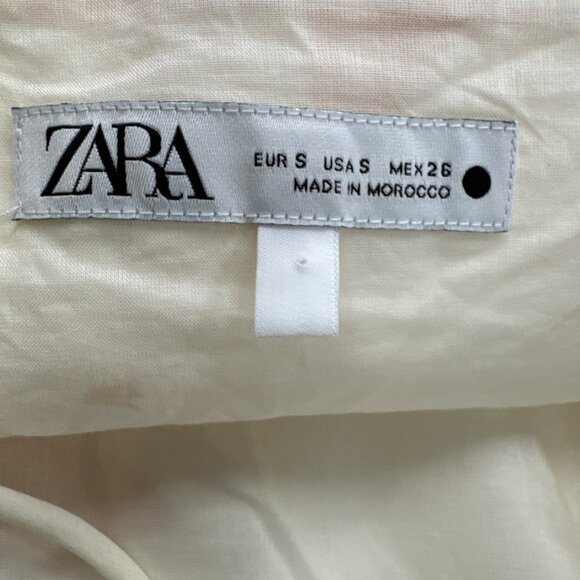 ZARA
EUR S USA S MEX 26
MADE IN MOROCCO